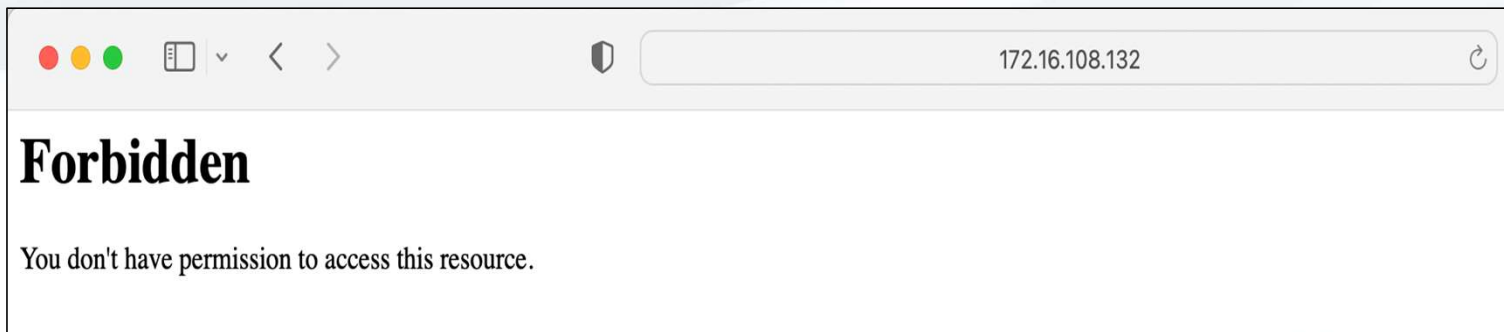 172.16.108.132
Forbidden
You don't have permission to access this resource.